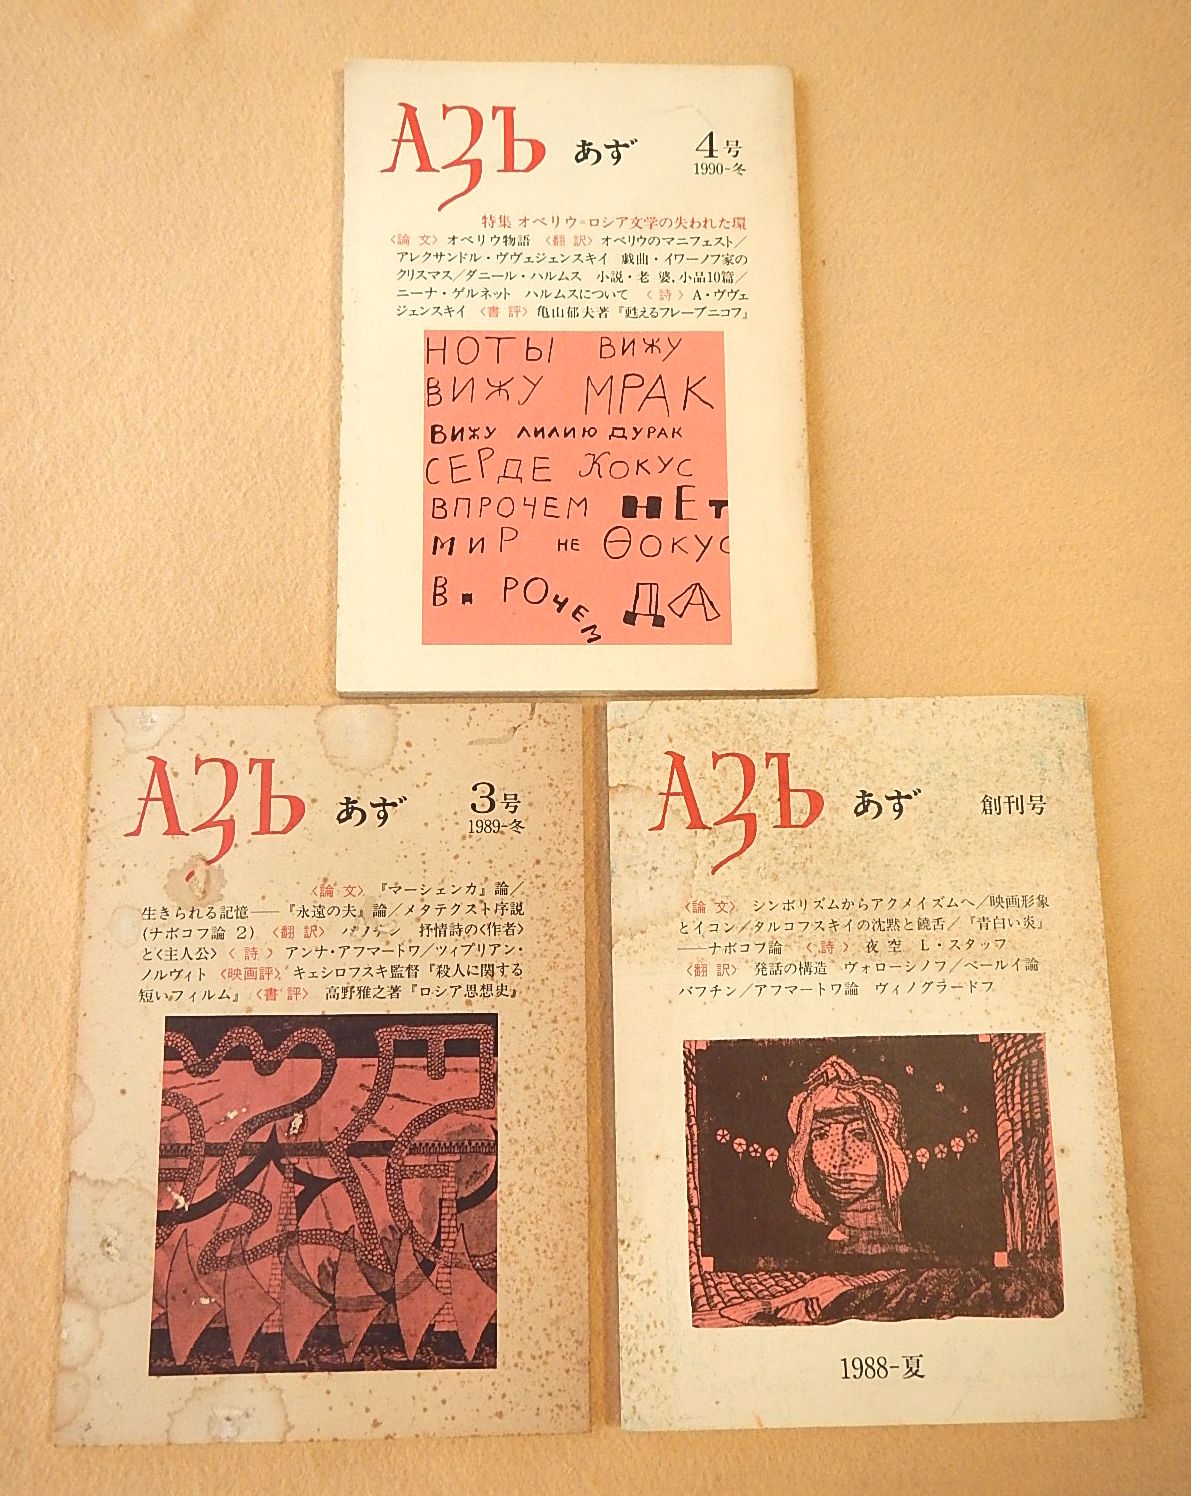 АЗЪ あず 4号
1990-冬
特集 オベリウ=ロシア文学の失われた環
〈論 文〉 オベリウ物語 〈翻 訳〉 オベリウのマニフェスト／
アレクサンドル・ヴヴェジェンスキイ 戯曲・イワーノフ家の
クリスマス／ダニール・ハルムス 小説・老 婆，小品10篇／
ニーナ・ゲルネット ハルムスについて 〈 詩 〉 A・ヴヴェ
ジェンスキイ 〈書 評〉 亀山郁夫著『甦えるフレーブニコフ』
НОТЫ ВИЖУ
ВИЖУ МРАК
ВИЖУ ЛИЛИЮ ДУРАК
СЕРДЕ КОКУС
ВПРОЧЕМ НЕТ
МИР НЕ ѲОКУС
В. РОЧЕМ ДА
АЗЪ あず 3号
1989-冬
〈論 文〉 『マーシェンカ』論／
生きられる記憶――『永遠の夫』論／メタテクスト序説
(ナボコフ論 2) 〈翻 訳〉 バフチン 抒情詩の〈作者〉
と〈主人公〉 〈 詩 〉 アンナ・アフマートワ／ツィプリアン・
ノルヴィト 〈映画評〉 キェシロフスキ監督『殺人に関する
短いフィルム』 〈書 評〉 高野雅之著『ロシア思想史』
АЗЪ あず 創刊号
〈論 文〉 シンボリズムからアクメイズムへ／映画形象
とイコン／タルコフスキイの沈黙と饒舌／『青白い炎』
――ナボコフ論 〈 詩 〉 夜 空 L・スタッフ
〈翻 訳〉 発話の構造 ヴォローシノフ／ベールイ論
バフチン／アフマートワ論 ヴィノグラードフ
1988-夏